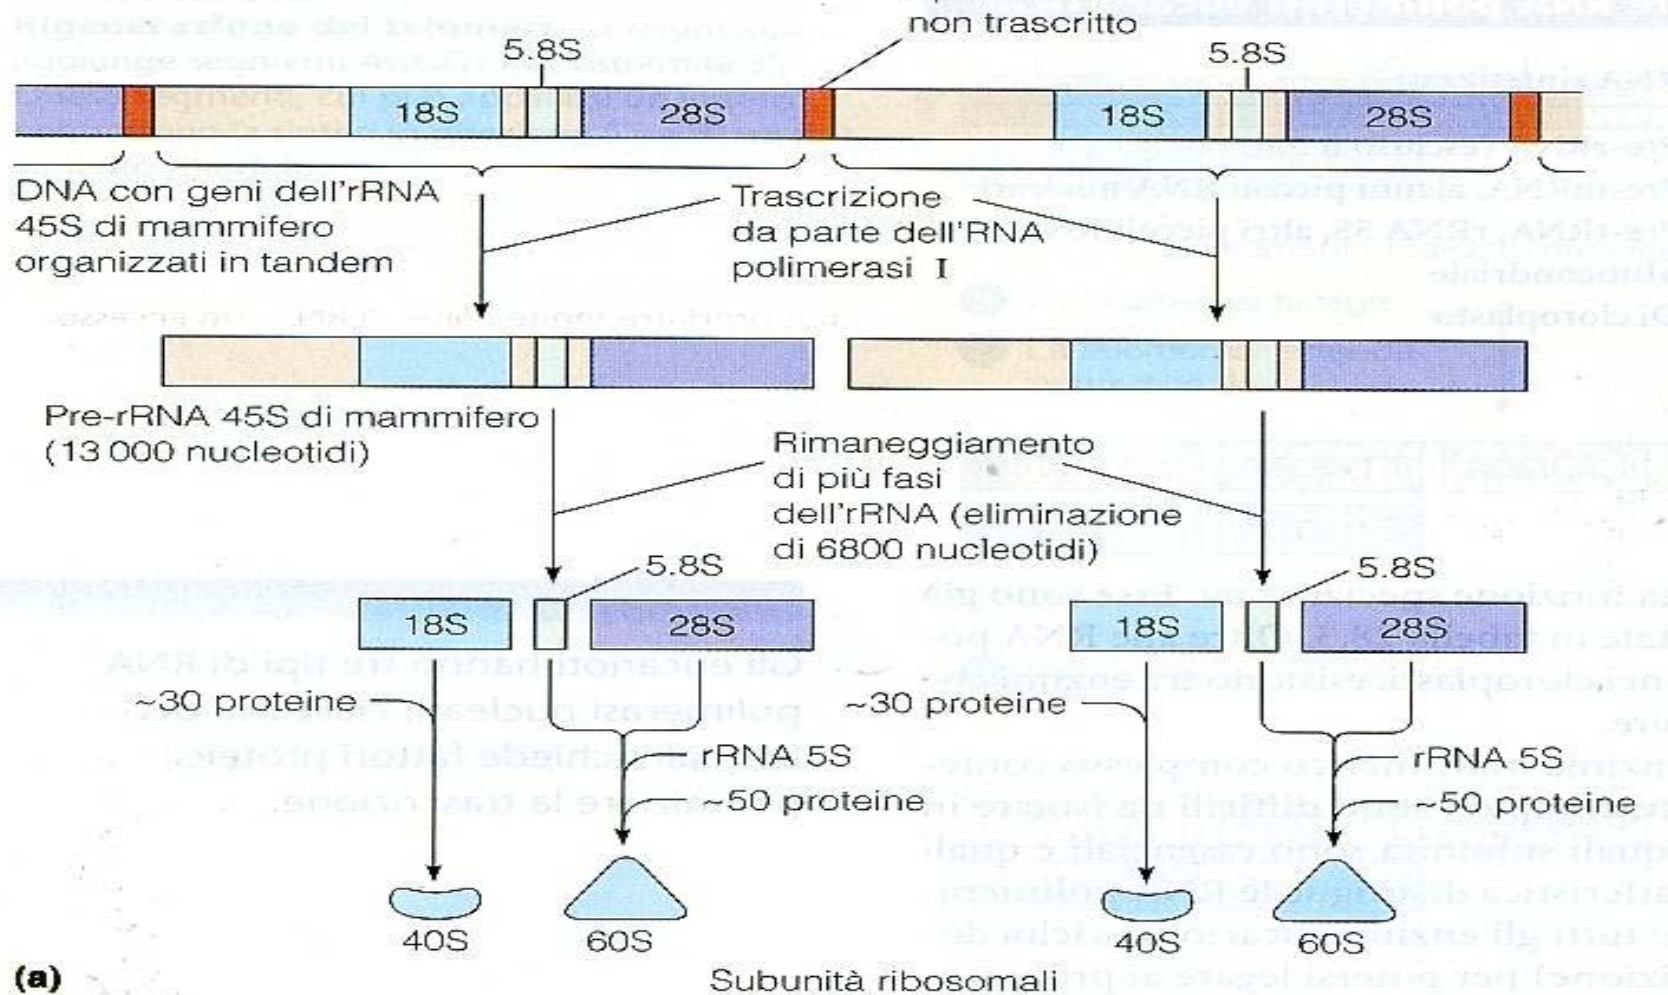 non trascritto
5.8S
5.8S
18S
28S
18S
28S
DNA con geni dell'rRNA
45S di mammifero
organizzati in tandem
Trascrizione
da parte dell'RNA
polimerasi I
Pre-rRNA 45S di mammifero
(13 000 nucleotidi)
Rimaneggiamento
di più fasi
dell'rRNA (eliminazione
di 6800 nucleotidi)
5.8S
5.8S
18S
28S
18S
28S
~30 proteine
~30 proteine
rRNA 5S
rRNA 5S
~50 proteine
~50 proteine
40S
60S
40S
60S
(a)
Subunità ribosomali